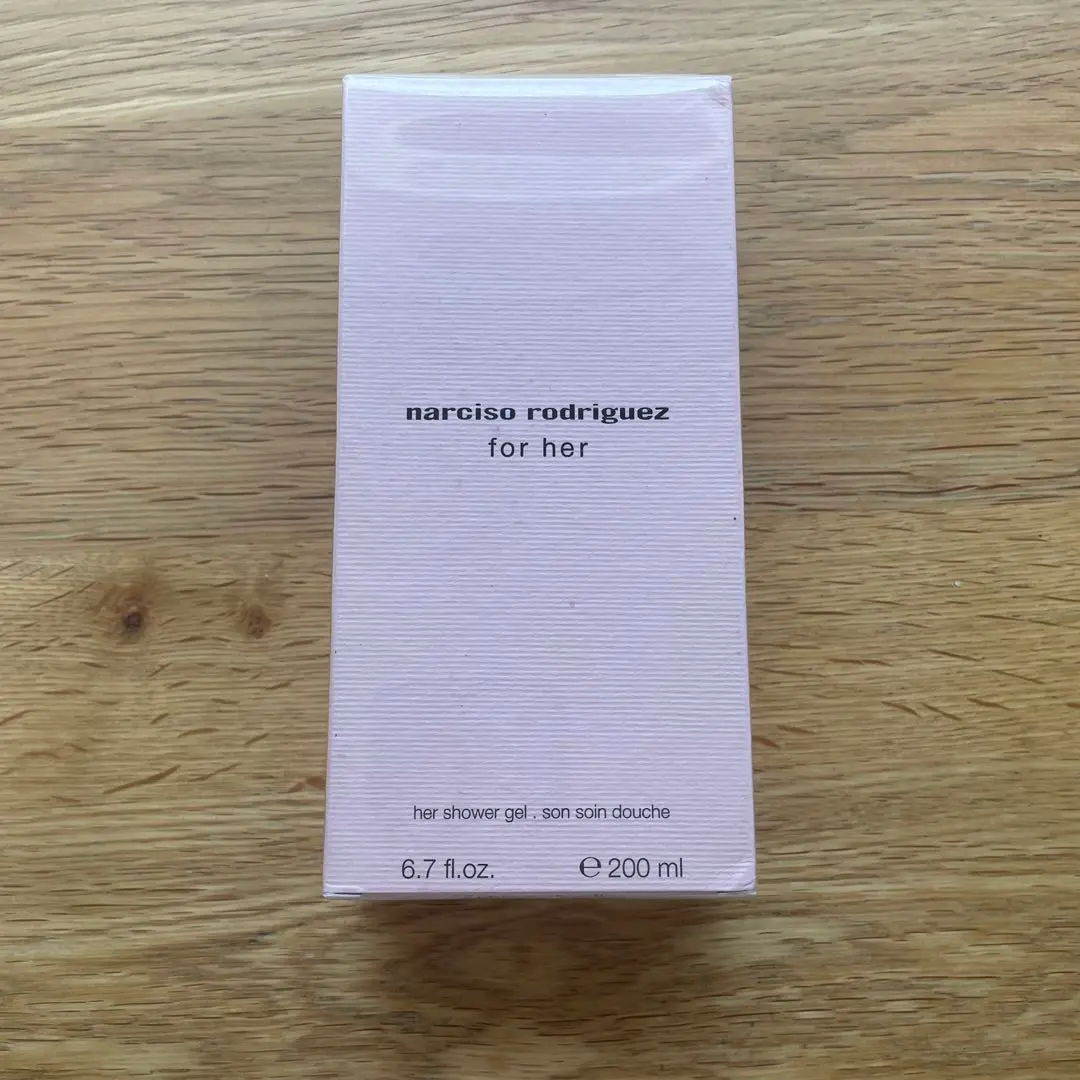 narciso rodriguez
for her
her shower gel . son soin douche
6.7 fl.oz. ℮ 200 ml